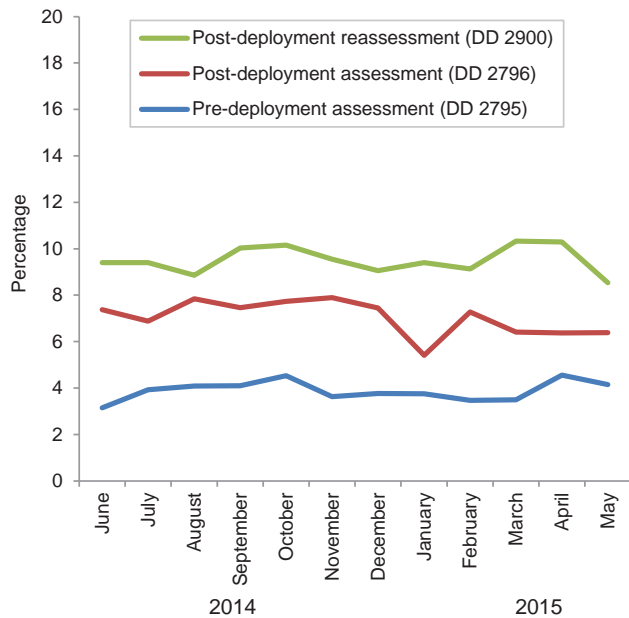 Percentage
20
18
16
14
12
10
8
6
4
2
0
Post-deployment reassessment (DD 2900)
Post-deployment assessment (DD 2796)
Pre-deployment assessment (DD 2795)
June
July
August
September
October
November
December
January
February
March
April
May
2014
2015